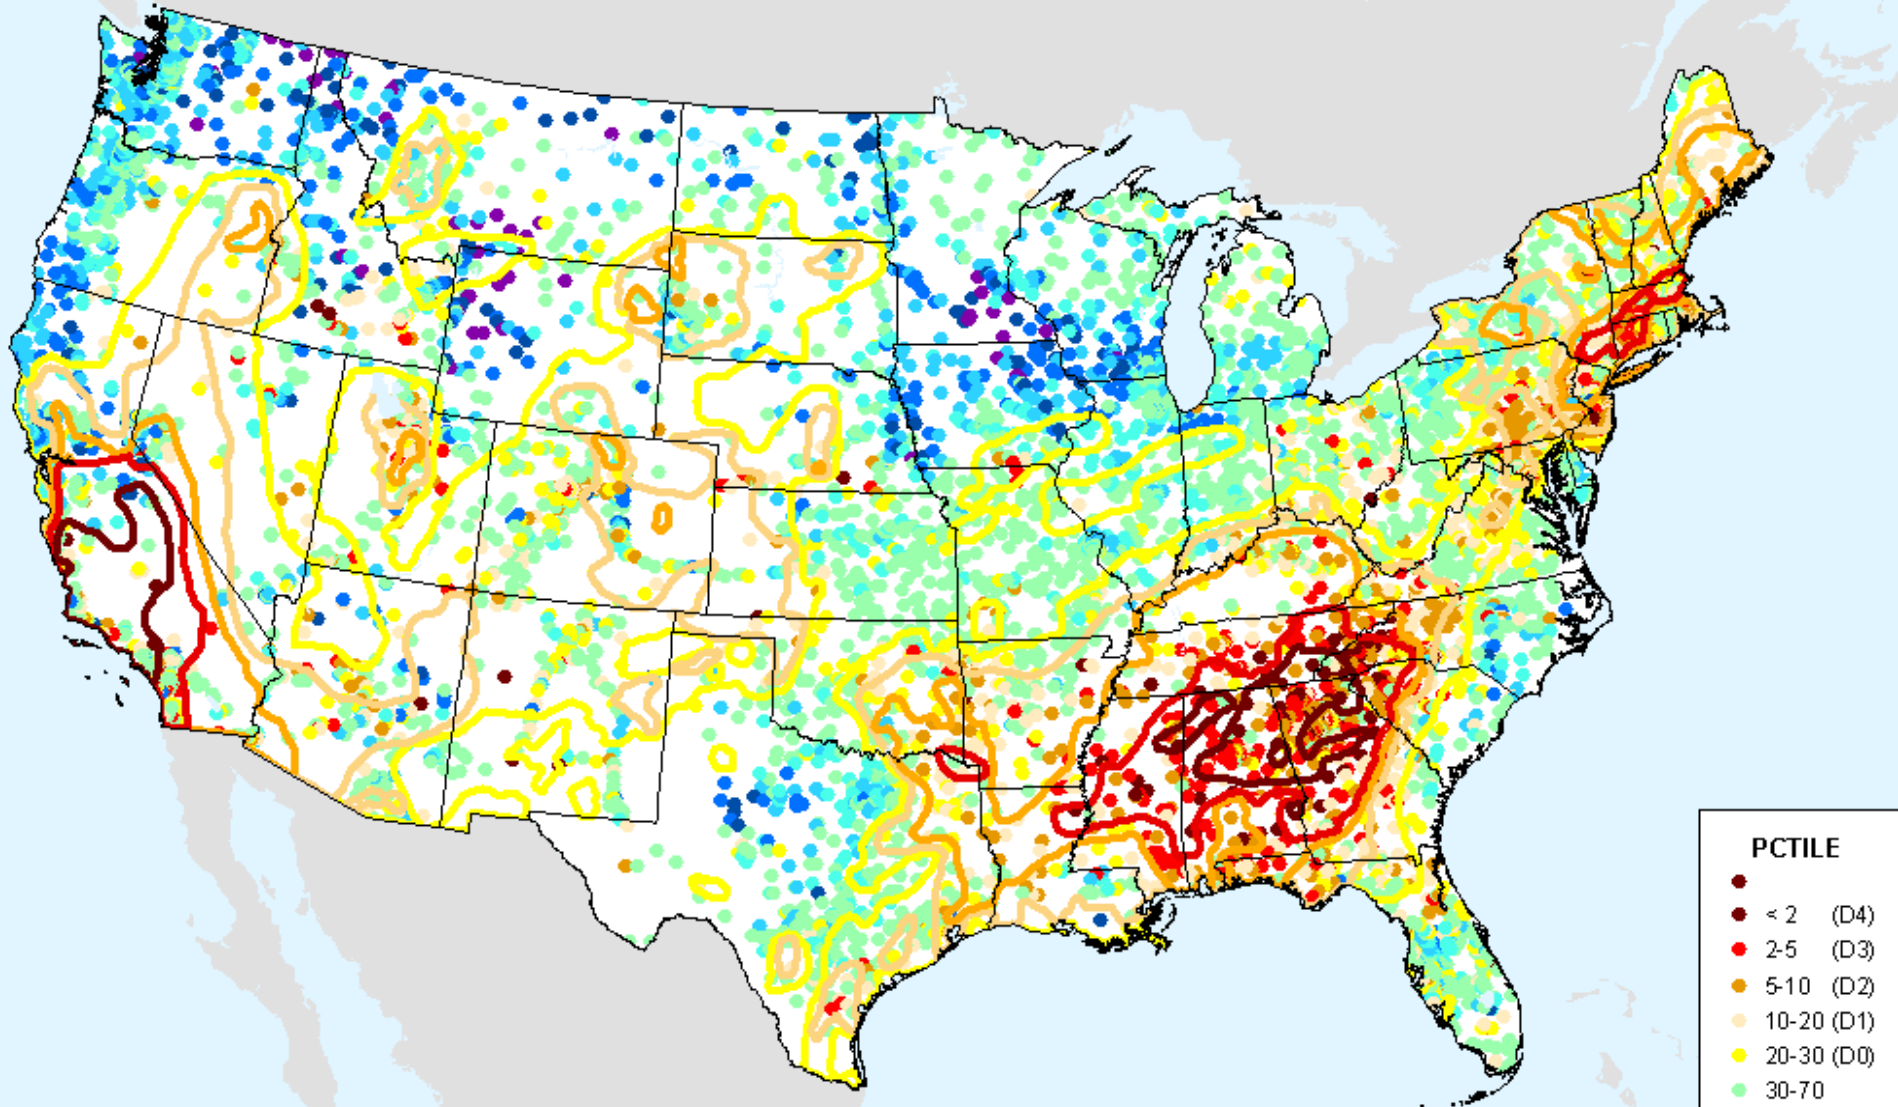 PCTILE
< 2 (D4)
2-5 (D3)
5-10 (D2)
10-20 (D1)
20-30 (D0)
30-70